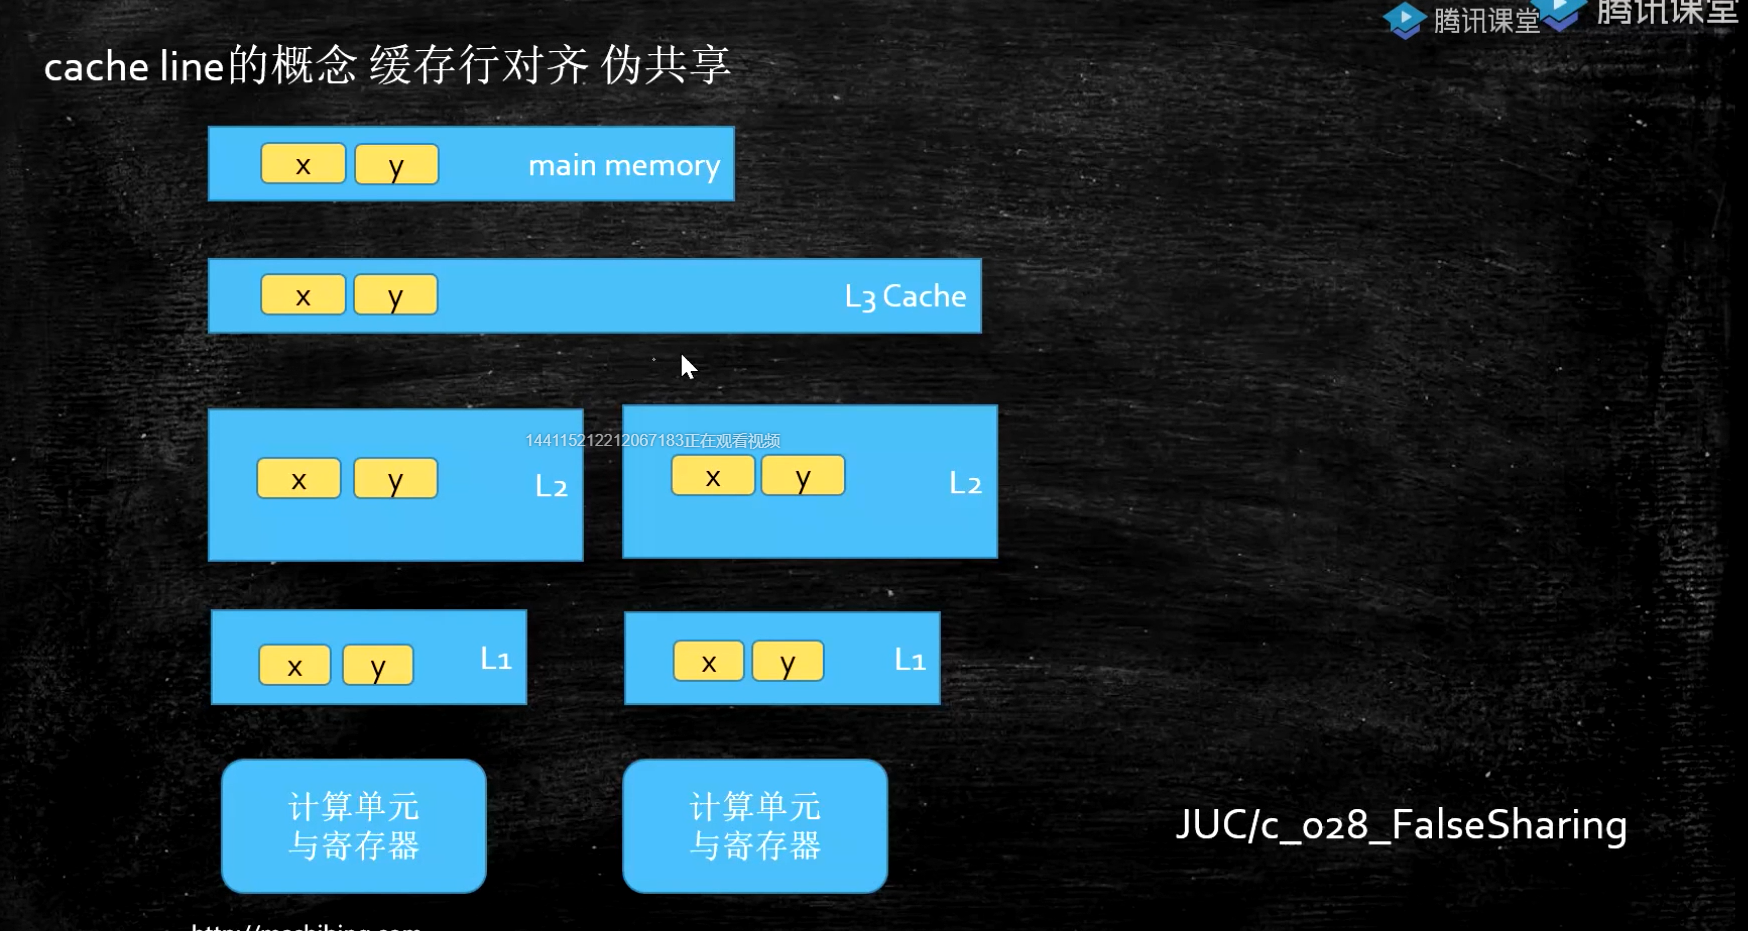 腾讯课堂
腾讯课堂
cache line的概念 缓存行对齐 伪共享
x y main memory
x y L3 Cache
144115212212067183正在观看视频
x y L2
x y L2
x y L1
x y L1
计算单元
与寄存器
计算单元
与寄存器
JUC/c_028_FalseSharing